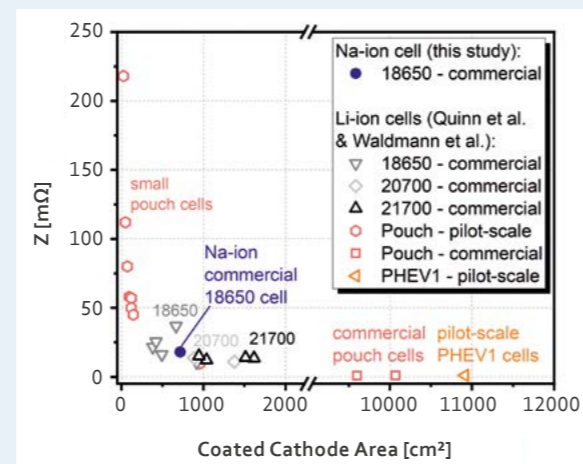 250
200
150
100
50
0
Z [mΩ]
small
pouch cells
Na-ion
commercial
18650 cell
18650
20700
21700
commercial
pouch cells
pilot-scale
PHEV1 cells
Na-ion cell (this study):
18650 - commercial
Li-ion cells (Quinn et al.
& Waldmann et al.):
18650 - commercial
20700 - commercial
21700 - commercial
Pouch - pilot-scale
Pouch - commercial
PHEV1 - pilot-scale
0 1000 2000 10000 11000 12000
Coated Cathode Area [cm²]